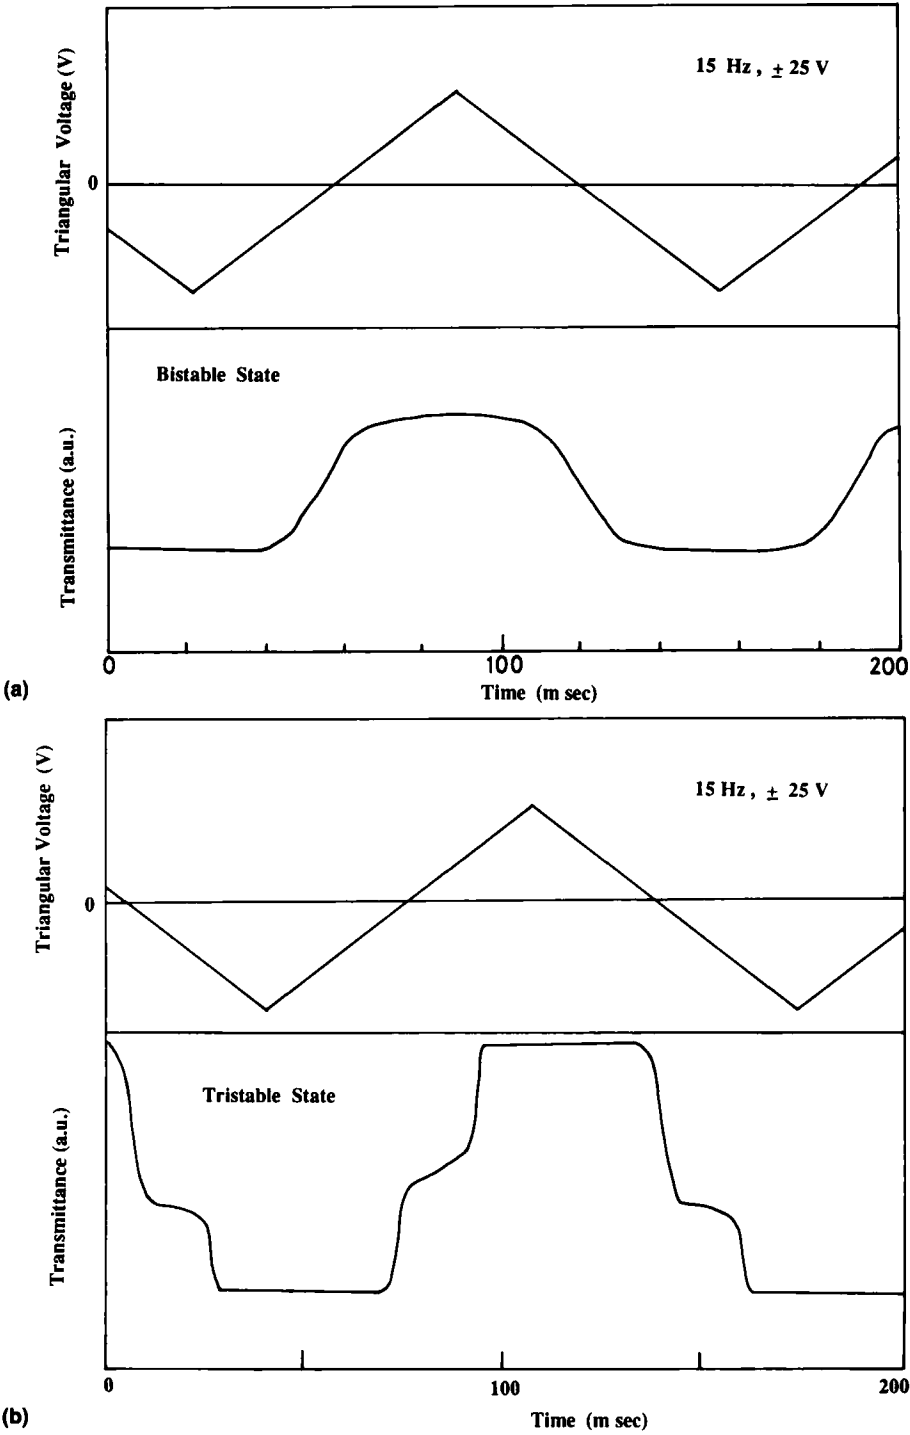 Triangular Voltage (V)
15 Hz, ± 25 V
0
Bistable State
Transmittance (a.u.)
0 100 200
Time (m sec)
(a)
Triangular Voltage (V)
15 Hz, ± 25 V
0
Tristable State
Transmittance (a.u.)
0 100 200
Time (m sec)
(b)